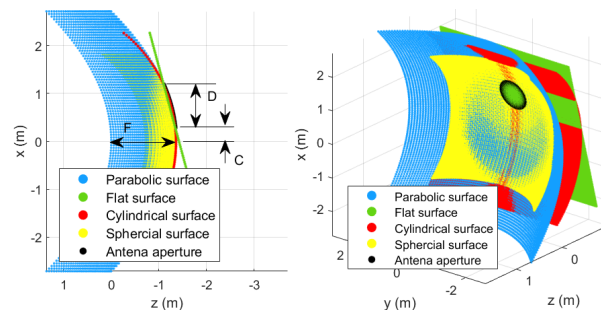 x (m)
2
1
0
-1
-2
F
D
C
Parabolic surface
Flat surface
Cylindrical surface
Sphercial surface
Antena aperture
1
0
-1
-2
-3
z (m)
x (m)
2
1
0
-1
-2
Parabolic surface
Flat surface
Cylindrical surface
Sphercial surface
Antena aperture
2
0
-2
y (m)
-2
0
z (m)